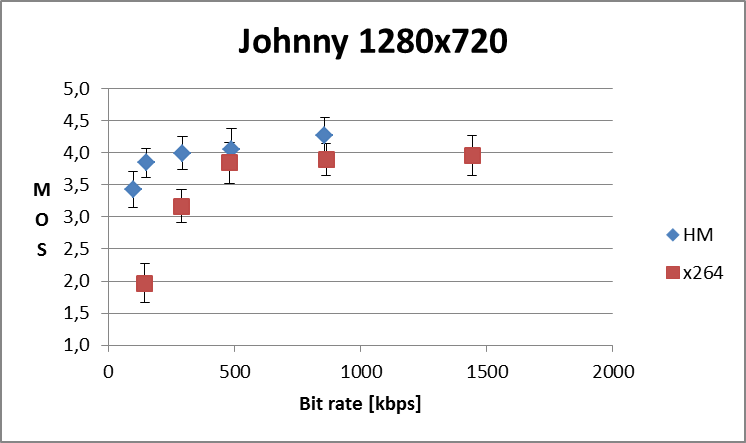 Johnny 1280x720
5,0
4,5
4,0
3,5
3,0
2,5
2,0
1,5
1,0
M
O
S
0 500 1000 1500 2000
Bit rate [kbps]
HM
x264